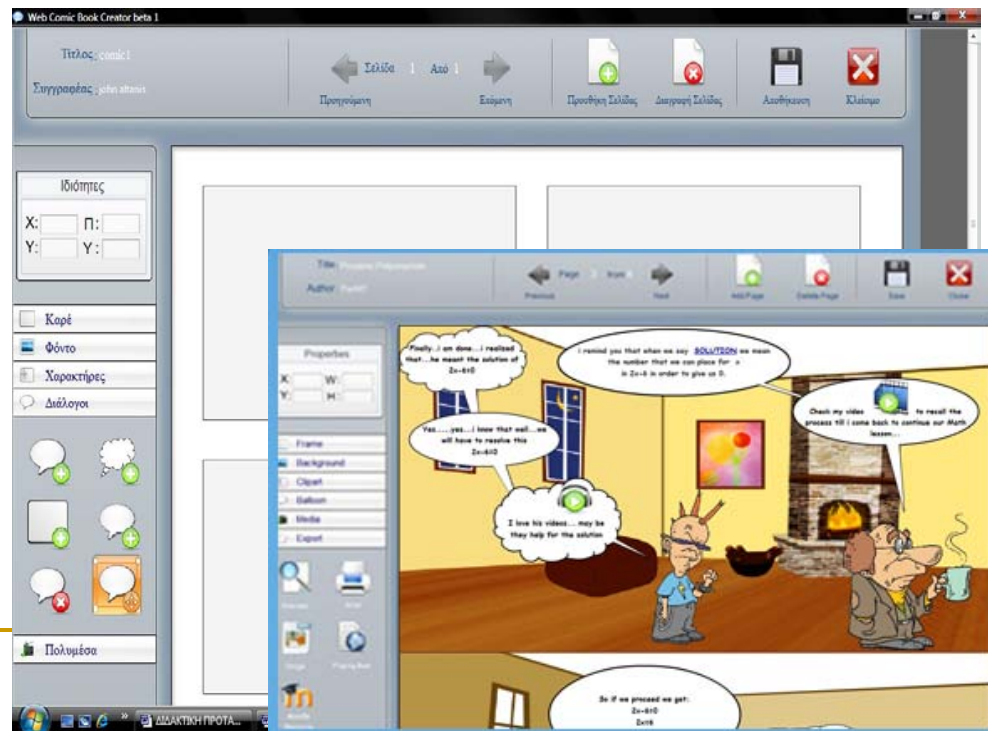 Web Comic Book Creator beta 1
Τίτλος: comic1
Συγγραφέας: john altanis
Σελίδα 1 Από 1
Προηγούμενη
Επόμενη
Προσθήκη Σελίδας
Διαγραφή Σελίδας
Αποθήκευση
Κλείσιμο
Ιδιότητες
Χ: Π:
Υ: Υ:
Καρέ
Φόντο
Χαρακτήρες
Διάλογοι
Πολυμέσα
ΔΙΔΑΚΤΙΚΗ ΠΡΟΤΑ...
Title:
Author:
Page from
Previous
Next
Add Page
Delete Page
Save
Close
Properties
X: W:
Y: H:
Frame
Background
Clipart
Balloon
Media
Export
Print
Image
Finally..i am done...i realized
that...he meant the solution of
2x-6=0
Yes.....yes...i know that well...we
will have to resolve this
2x-6=0
I love his videos... may be
they help for the solution
i remind you that when we say SOLUTION we mean
the number that we can place for x
in 2x-6 in order to give us 0.
Check my video to recall the
process till i come back to continue our Math
lesson...
So if we proceed we get:
2x-6=0
2x=6